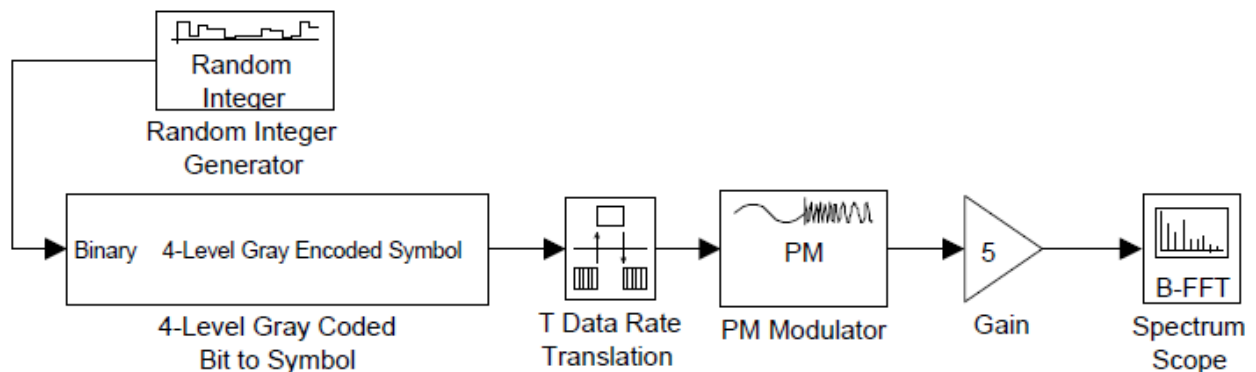 Random
Integer
Random Integer
Generator
Binary 4-Level Gray Encoded Symbol
4-Level Gray Coded
Bit to Symbol
T Data Rate
Translation
PM
PM Modulator
5
Gain
B-FFT
Spectrum
Scope